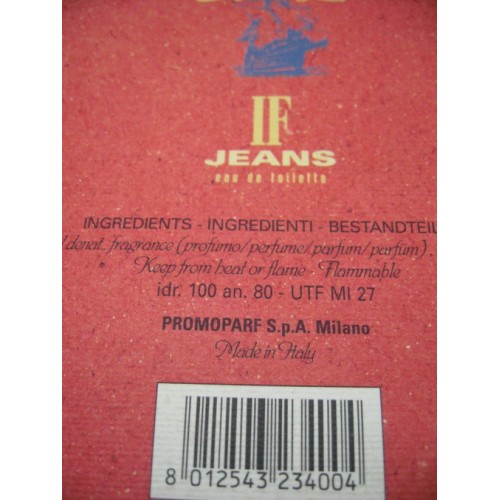 IF
JEANS
eau de toilette
INGREDIENTS - INGREDIENTI - BESTANDTEIL
denat. fragrance (profumo/perfume/parfum/parfüm).
Keep from heat or flame - Flammable
idr. 100 an. 80 - UTF MI 27
PROMOPARF S.p.A. Milano
Made in Italy
8 012543 234004